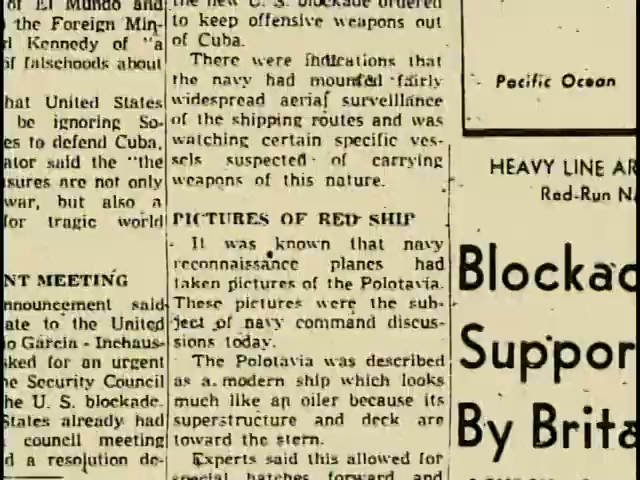 of El Mundo and
the Foreign Min-
d Kennedy of "a
of falsehoods about
hat United States
be ignoring So-
es to defend Cuba,
ator said the "the
sures are not only
war, but also a
for tragic world
NT MEETING
nnouncement said
ate to the United
io Garcia - Inchaus-
sked for an urgent
he Security Council
he U. S. blockade.
States already had
council meeting
d a resolution de-
the new U. S. blockade ordered
to keep offensive weapons out
of Cuba.
There were indications that
the navy had mounted fairly
widespread aerial surveillance
of the shipping routes and was
watching certain specific ves-
sels suspected of carrying
weapons of this nature.
PICTURES OF RED SHIP
It was known that navy
reconnaissance planes had
taken pictures of the Polotavia.
These pictures were the sub-
ject of navy command discus-
sions today.
The Polotavia was described
as a modern ship which looks
much like an oiler because its
superstructure and deck are
toward the stern.
Experts said this allowed for
special hatches forward and
Pacific Ocean
HEAVY LINE AR
Red-Run N
Blockad
Suppor
By Brita